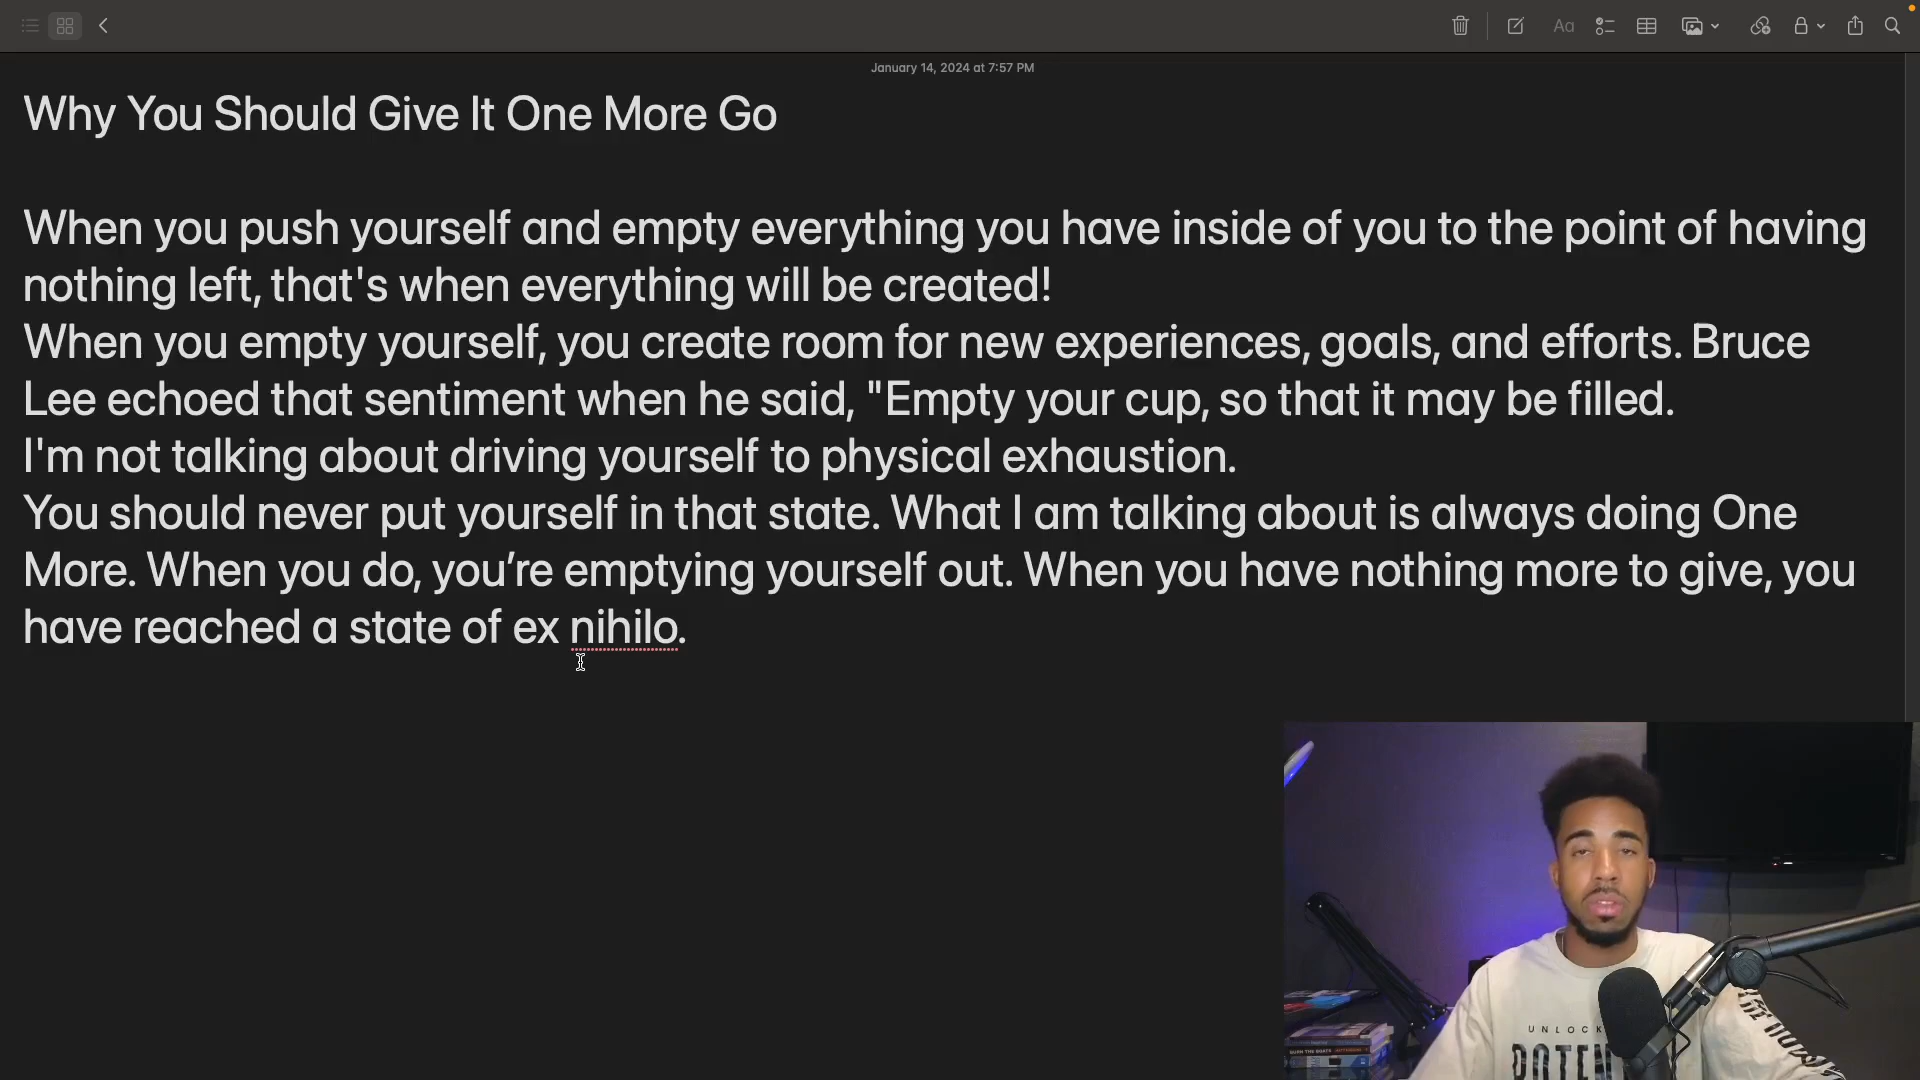 January 14, 2024 at 7:57 PM
Aa
Why You Should Give It One More Go
When you push yourself and empty everything you have inside of you to the point of having
nothing left, that's when everything will be created!
When you empty yourself, you create room for new experiences, goals, and efforts. Bruce
Lee echoed that sentiment when he said, "Empty your cup, so that it may be filled.
I'm not talking about driving yourself to physical exhaustion.
You should never put yourself in that state. What I am talking about is always doing One
More. When you do, you’re emptying yourself out. When you have nothing more to give, you
have reached a state of ex nihilo.
UNLOCK
BURN THE BOATS